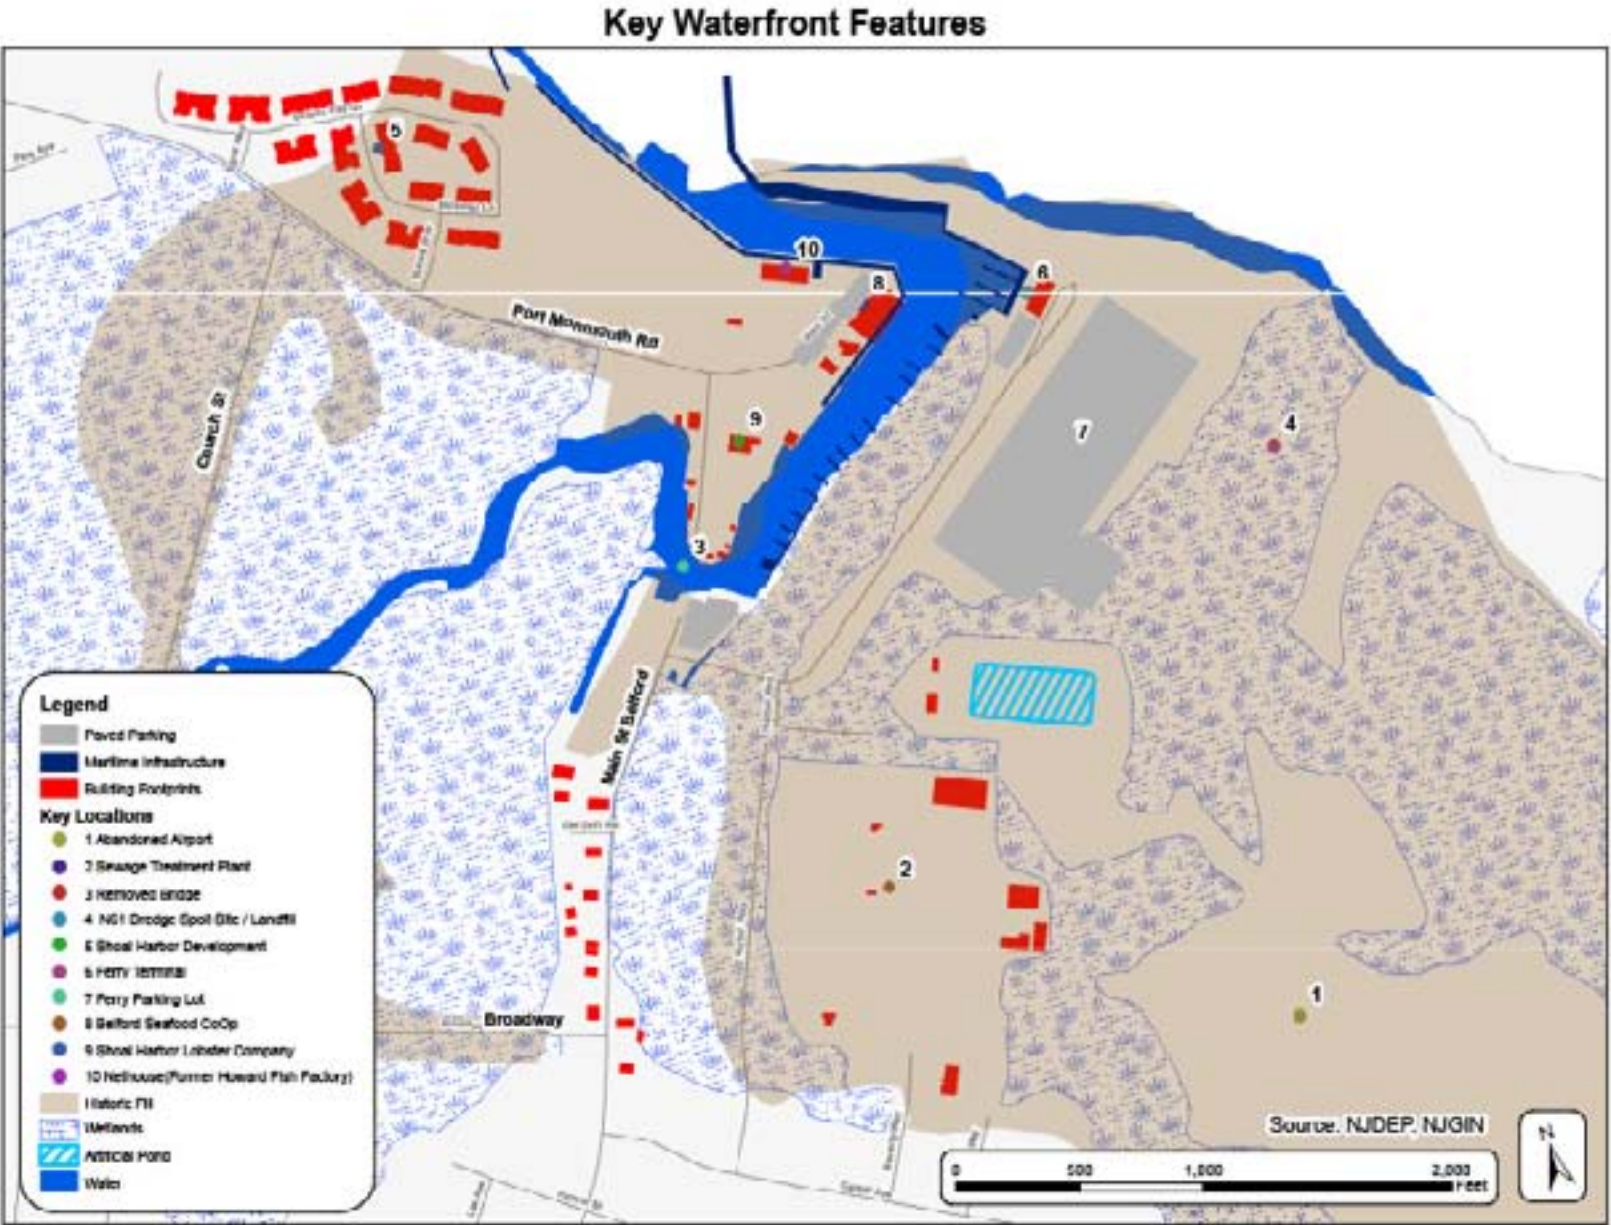 Key Waterfront Features
5
10
6
8
Port Monmouth Rd
Church St
9
7
4
3
Main St Belford
2
1
Broadway
Legend
Paved Parking
Maritime Infrastructure
Building Footprints
Key Locations
1 Abandoned Airport
2 Sewage Treatment Plant
3 Removed Bridge
4 N61 Dredge Spoil Site / Landfill
5 Shoal Harbor Development
6 Ferry Terminal
7 Ferry Parking Lot
8 Belford Seafood CoOp
9 Shoal Harbor Lobster Company
10 Nethouse(Former Howard Fish Factory)
Historic Fill
Wetlands
Artificial Pond
Water
Source: NJDEP, NJGIN
0 500 1,000 2,000
Feet
N